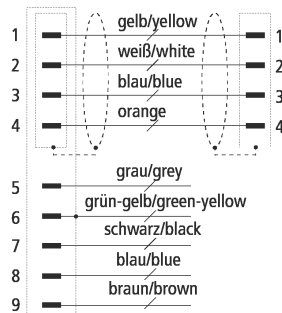 1 gelb/yellow 1
2 weiß/white 2
3 blau/blue 3
4 orange 4
5 grau/grey
6 grün-gelb/green-yellow
7 schwarz/black
8 blau/blue
9 braun/brown